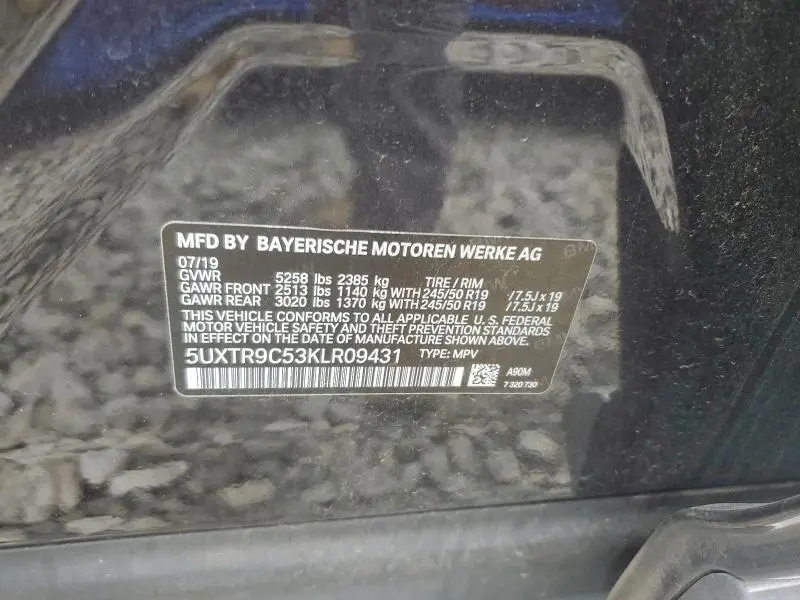 MFD BY BAYERISCHE MOTOREN WERKE AG
07/19
GVWR 5258 lbs 2385 kg TIRE / RIM
GAWR FRONT 2513 lbs 1140 kg WITH 245/50 R19 /7.5J x 19
GAWR REAR 3020 lbs 1370 kg WITH 245/50 R19 /7.5J x 19
THIS VEHICLE CONFORMS TO ALL APPLICABLE U.S. FEDERAL
MOTOR VEHICLE SAFETY AND THEFT PREVENTION STANDARDS
IN EFFECT ON THE DATE OF MANUFACTURE SHOWN ABOVE.
5UXTR9C53KLR09431 TYPE: MPV
A90M
7 320 730